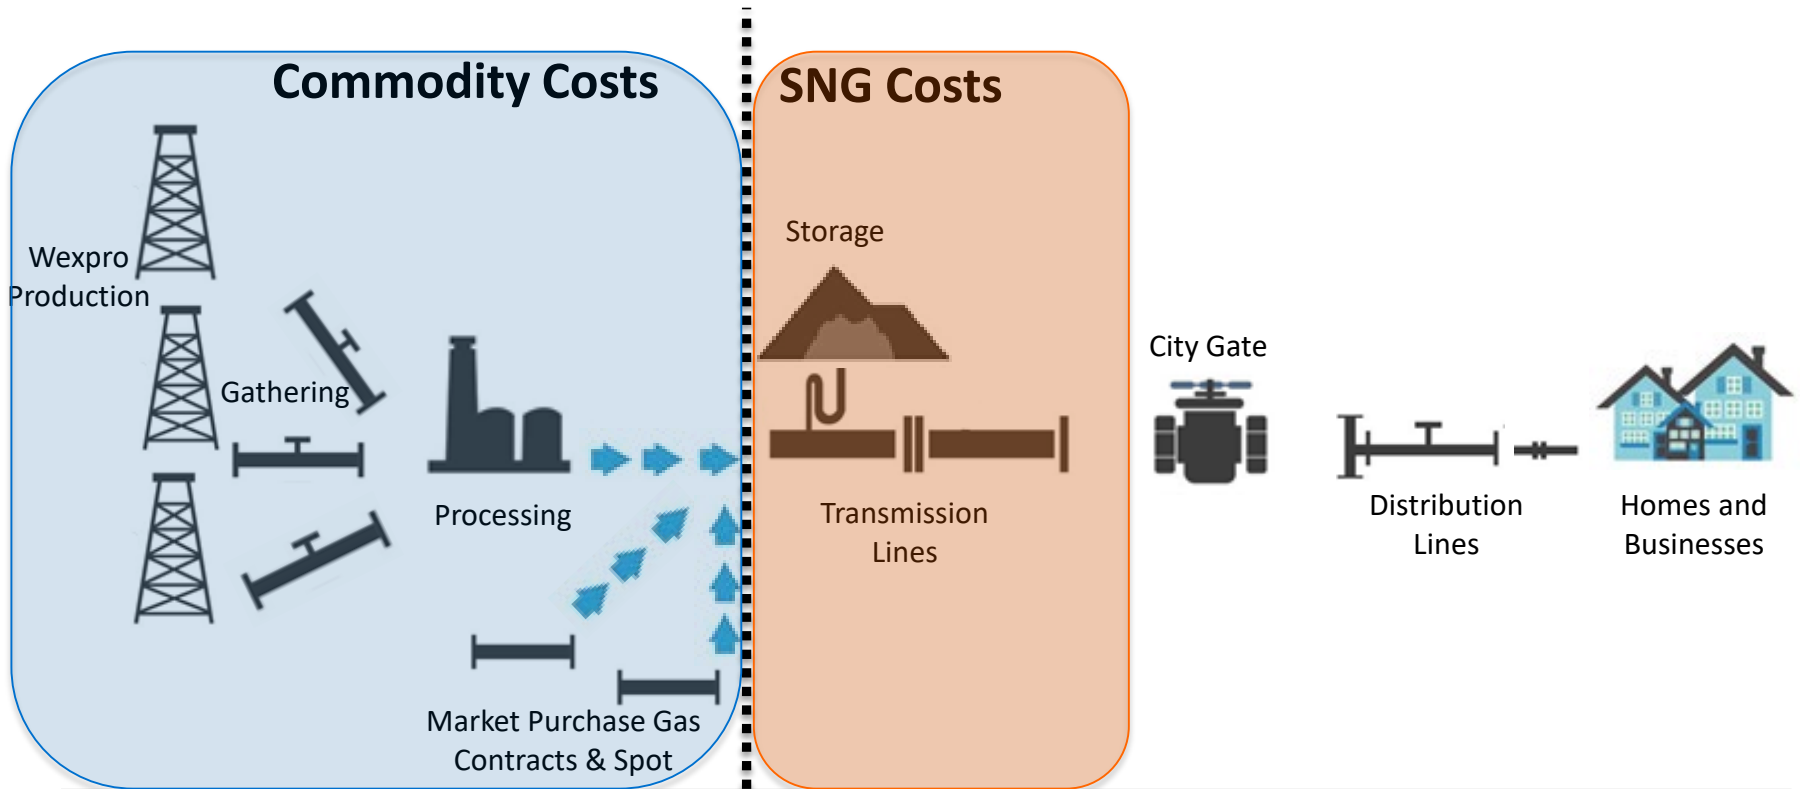 Commodity Costs
SNG Costs
Wexpro
Production
Gathering
Processing
Market Purchase Gas
Contracts & Spot
Storage
Transmission
Lines
City Gate
Distribution
Lines
Homes and
Businesses